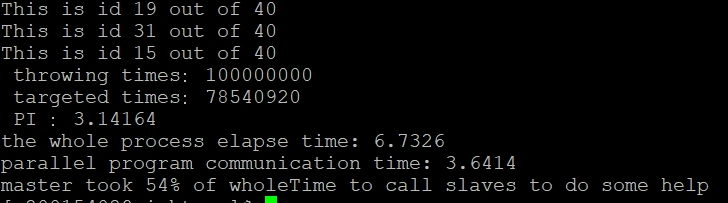 This is id 19 out of 40
This is id 31 out of 40
This is id 15 out of 40
throwing times: 100000000
targeted times: 78540920
PI : 3.14164
the whole process elapse time: 6.7326
parallel program communication time: 3.6414
master took 54% of wholeTime to call slaves to do some help